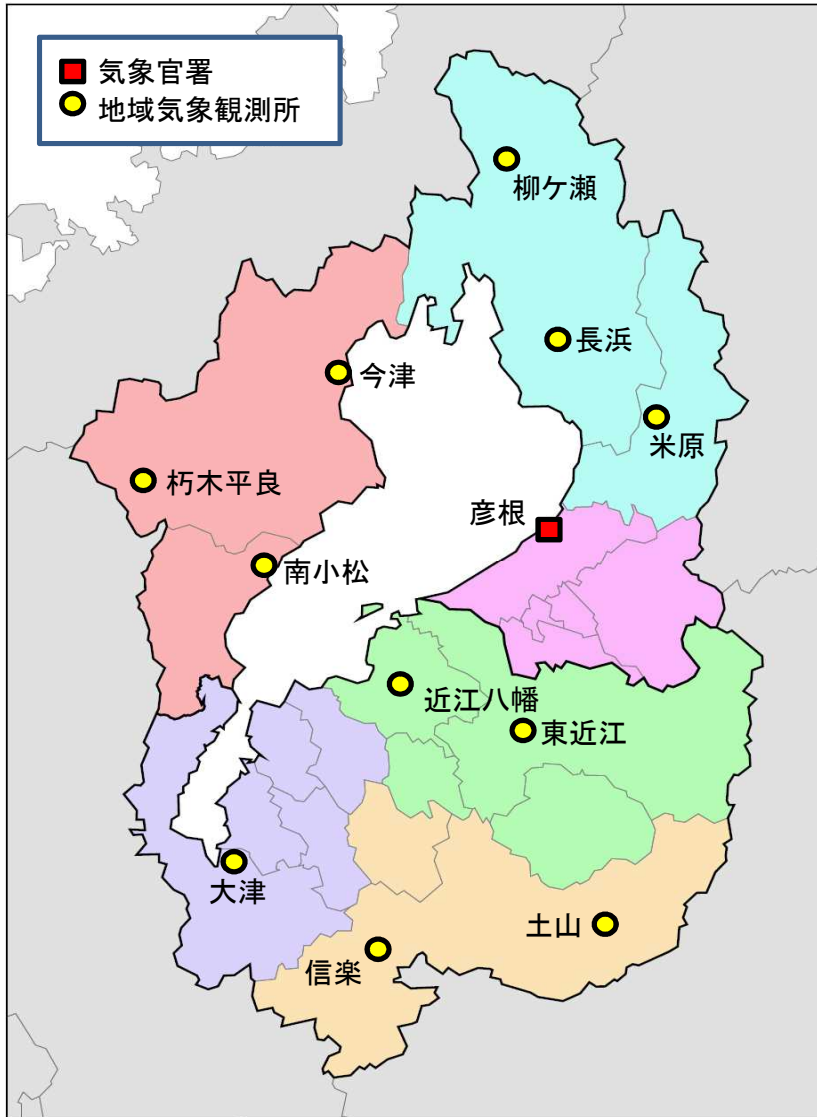 気象官署
地域気象観測所
柳ケ瀬
長浜
今津
米原
朽木平良
彦根
南小松
近江八幡
東近江
大津
土山
信楽